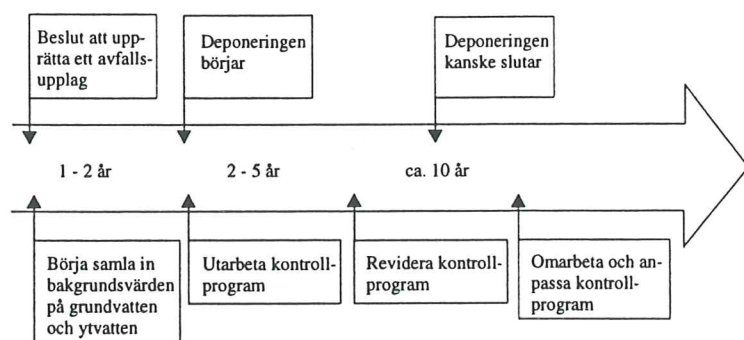 Beslut att upp-
rätta ett avfalls-
upplag
Deponeringen
börjar
Deponeringen
kanske slutar
1 - 2 år
2 - 5 år
ca. 10 år
Börja samla in
bakgrundsvärden
på grundvatten
och ytvatten
Utarbeta kontroll-
program
Revidera kontroll-
program
Omarbeta och an-
passa kontroll-
program